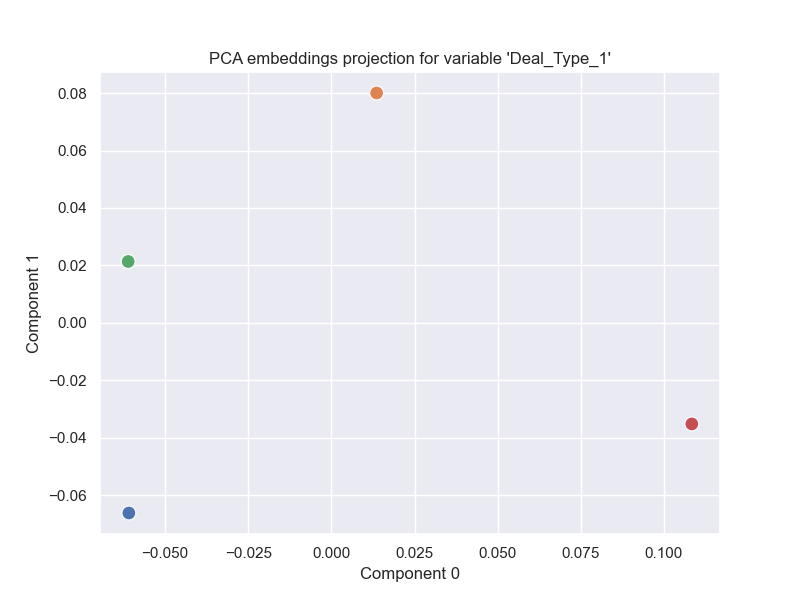 PCA embeddings projection for variable 'Deal_Type_1'
0.08
0.06
0.04
0.02
0.00
−0.02
−0.04
−0.06
Component 1
−0.050 −0.025 0.000 0.025 0.050 0.075 0.100
Component 0